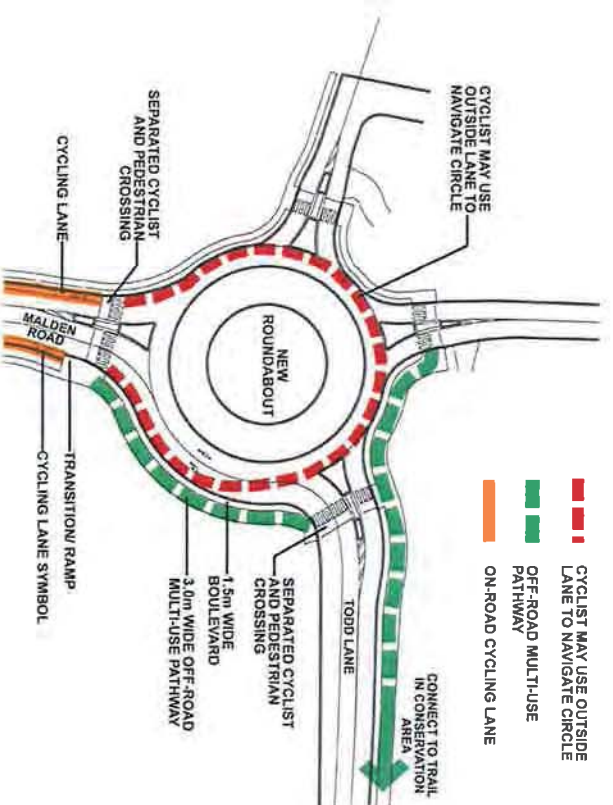 CYCLIST MAY USE
OUTSIDE LANE TO
NAVIGATE CIRCLE
SEPARATED CYCLIST
AND PEDESTRIAN
CROSSING
CYCLING LANE
MALDEN
ROAD
NEW
ROUNDABOUT
TRANSITION/ RAMP
CYCLING LANE SYMBOL
1.5m WIDE
BOULEVARD
3.0m WIDE OFF-ROAD
MULTI-USE PATHWAY
SEPARATED CYCLIST
AND PEDESTRIAN
CROSSING
TODD LANE
CONNECT TO TRAIL
IN CONSERVATION
AREA
CYCLIST MAY USE OUTSIDE
LANE TO NAVIGATE CIRCLE
OFF-ROAD MULTI-USE
PATHWAY
ON-ROAD CYCLING LANE